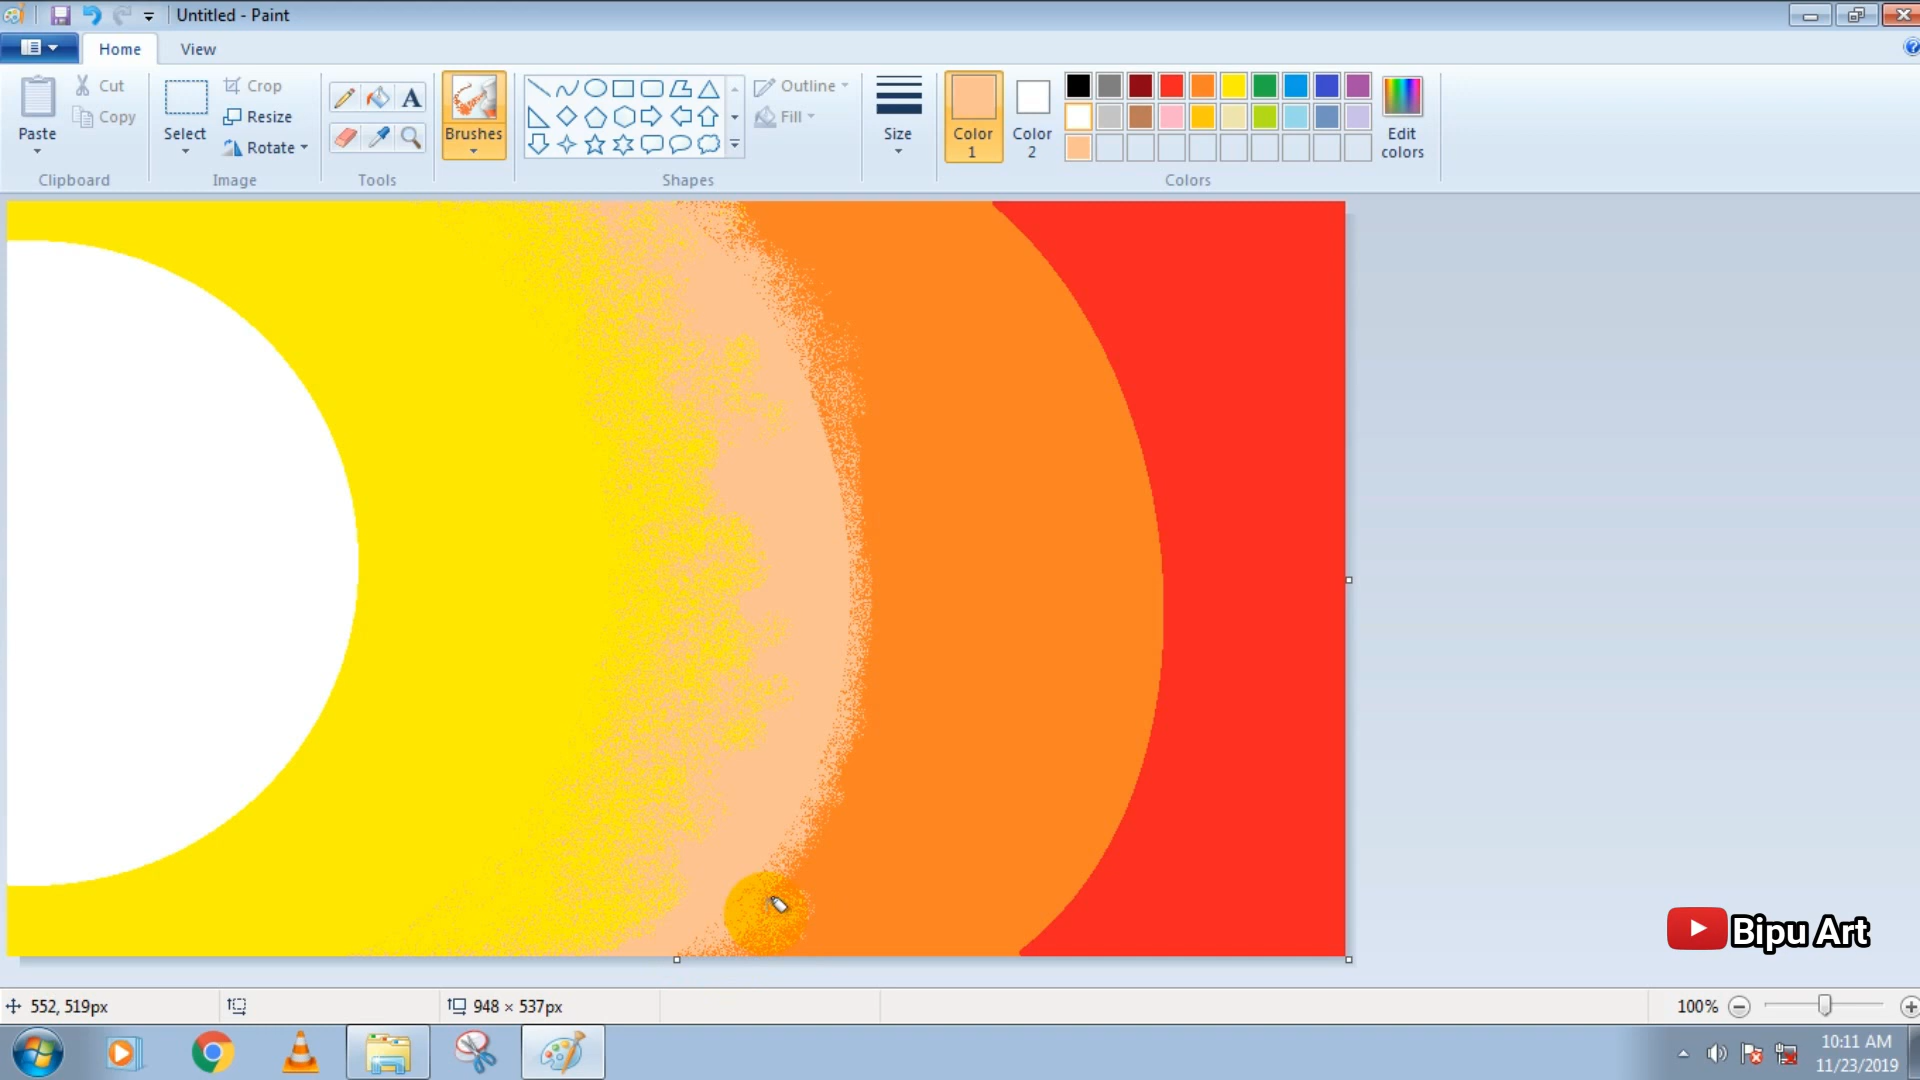 Untitled - Paint
Home
View
Paste
Cut
Copy
Clipboard
Select
Crop
Resize
Rotate
Image
A
Tools
Brushes
Outline
Fill
Shapes
Size
Color
1
Color
2
Edit
colors
Colors
Bipu Art
552, 519px
948 × 537px
100%
10:11 AM
11/23/2019